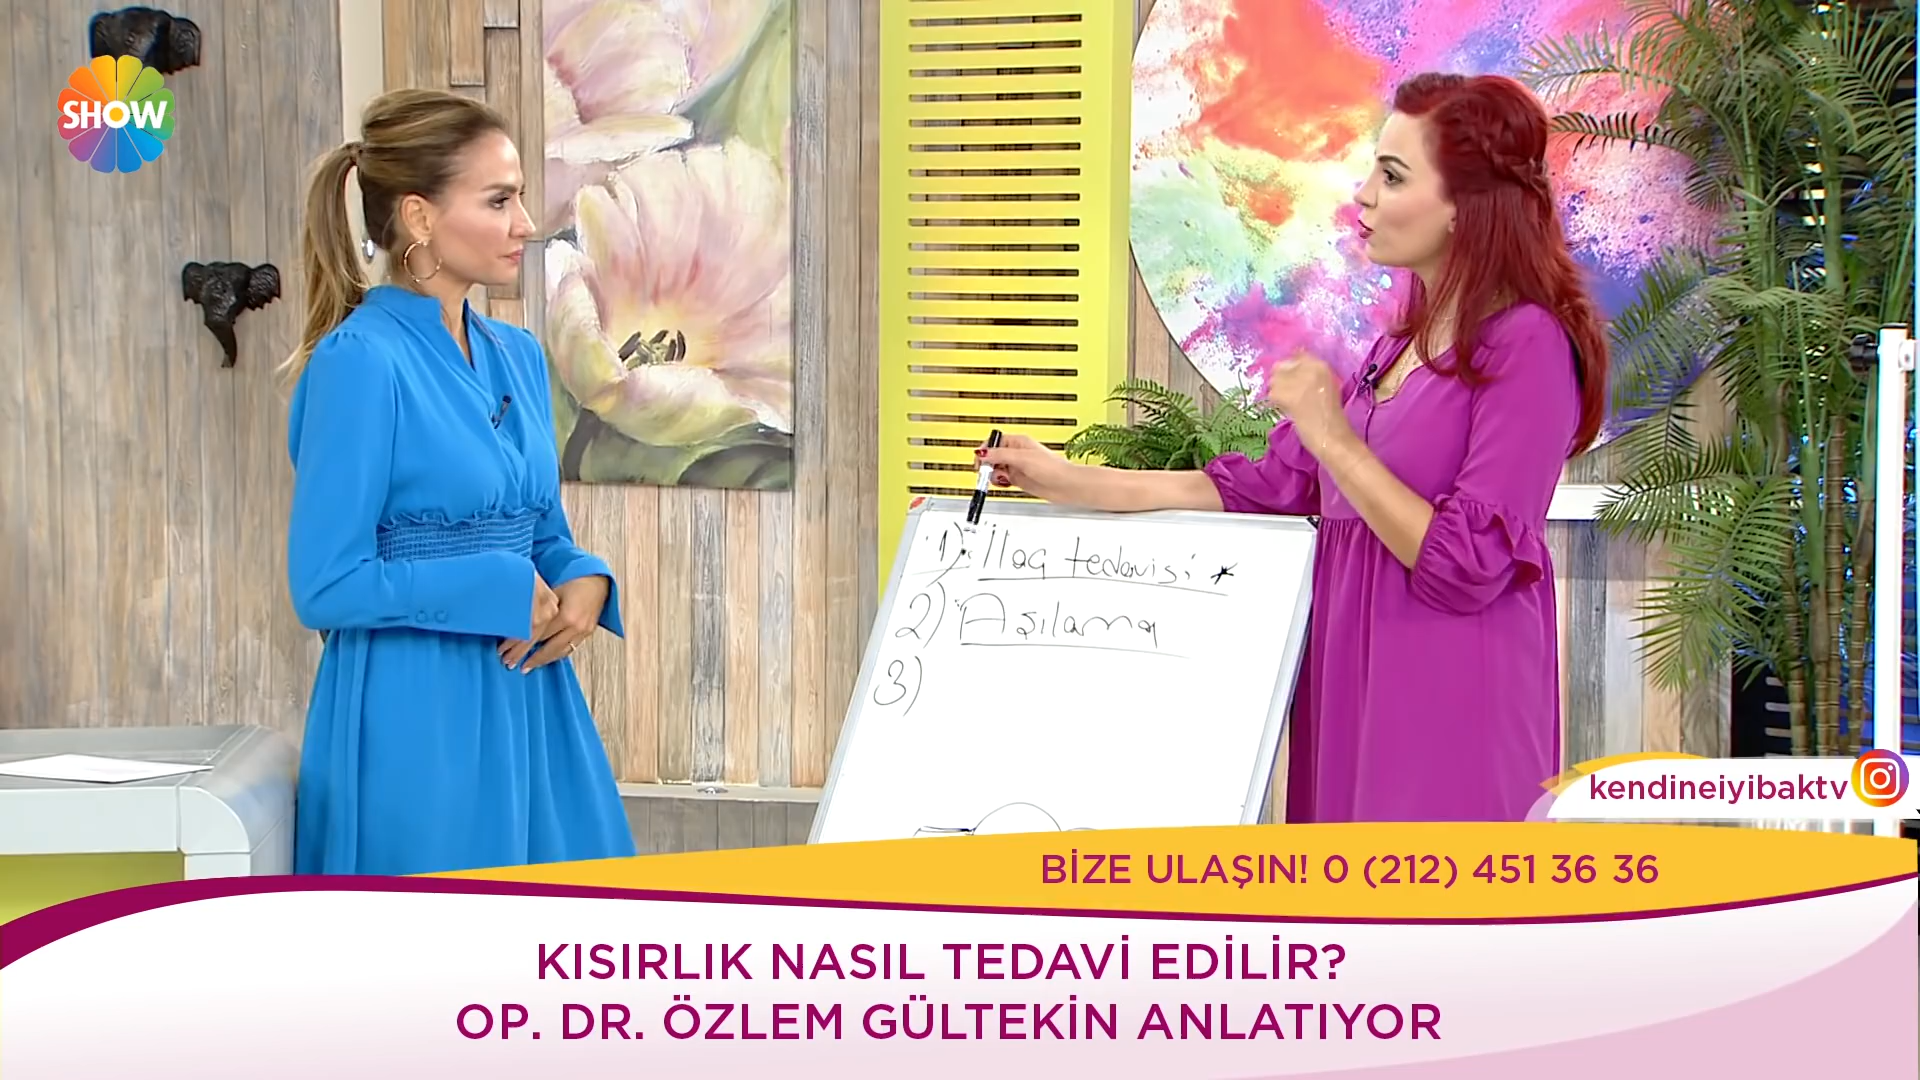 SHOW
1) İlaç tedavisi *
2) Aşılama
3)
kendineiyibaktv
BİZE ULAŞIN! 0 (212) 451 36 36
KISIRLIK NASIL TEDAVİ EDİLİR?
OP. DR. ÖZLEM GÜLTEKİN ANLATIYOR